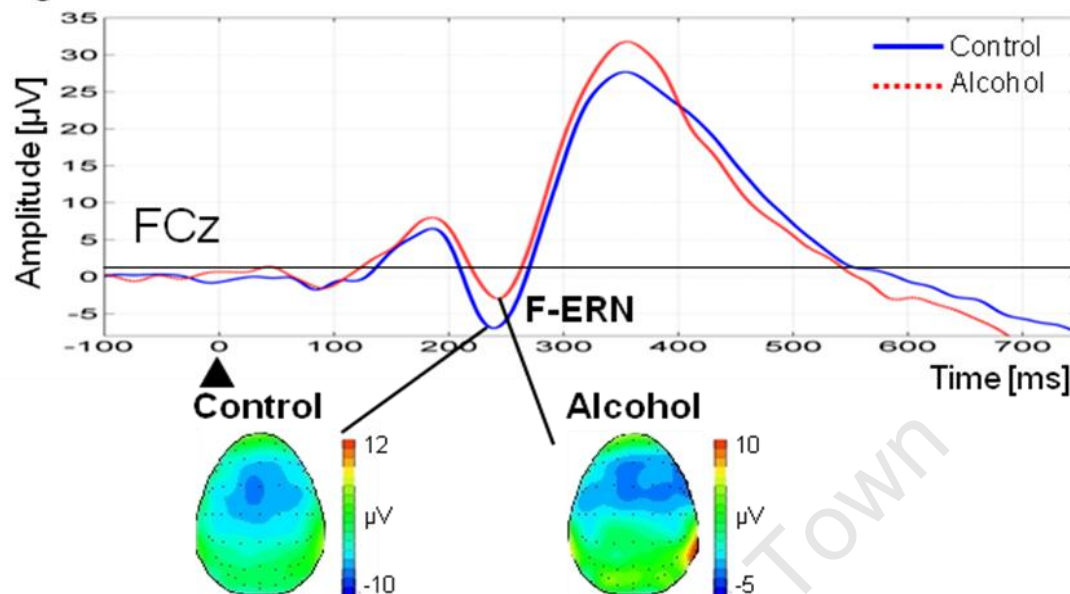 35
30
25
20
15
10
5
0
-5
Amplitude [µV]
Control
Alcohol
FCz
F-ERN
-100 0 100 200 300 400 500 600 700
Time [ms]
Control
Alcohol
12
µV
-10
10
µV
-5
Town